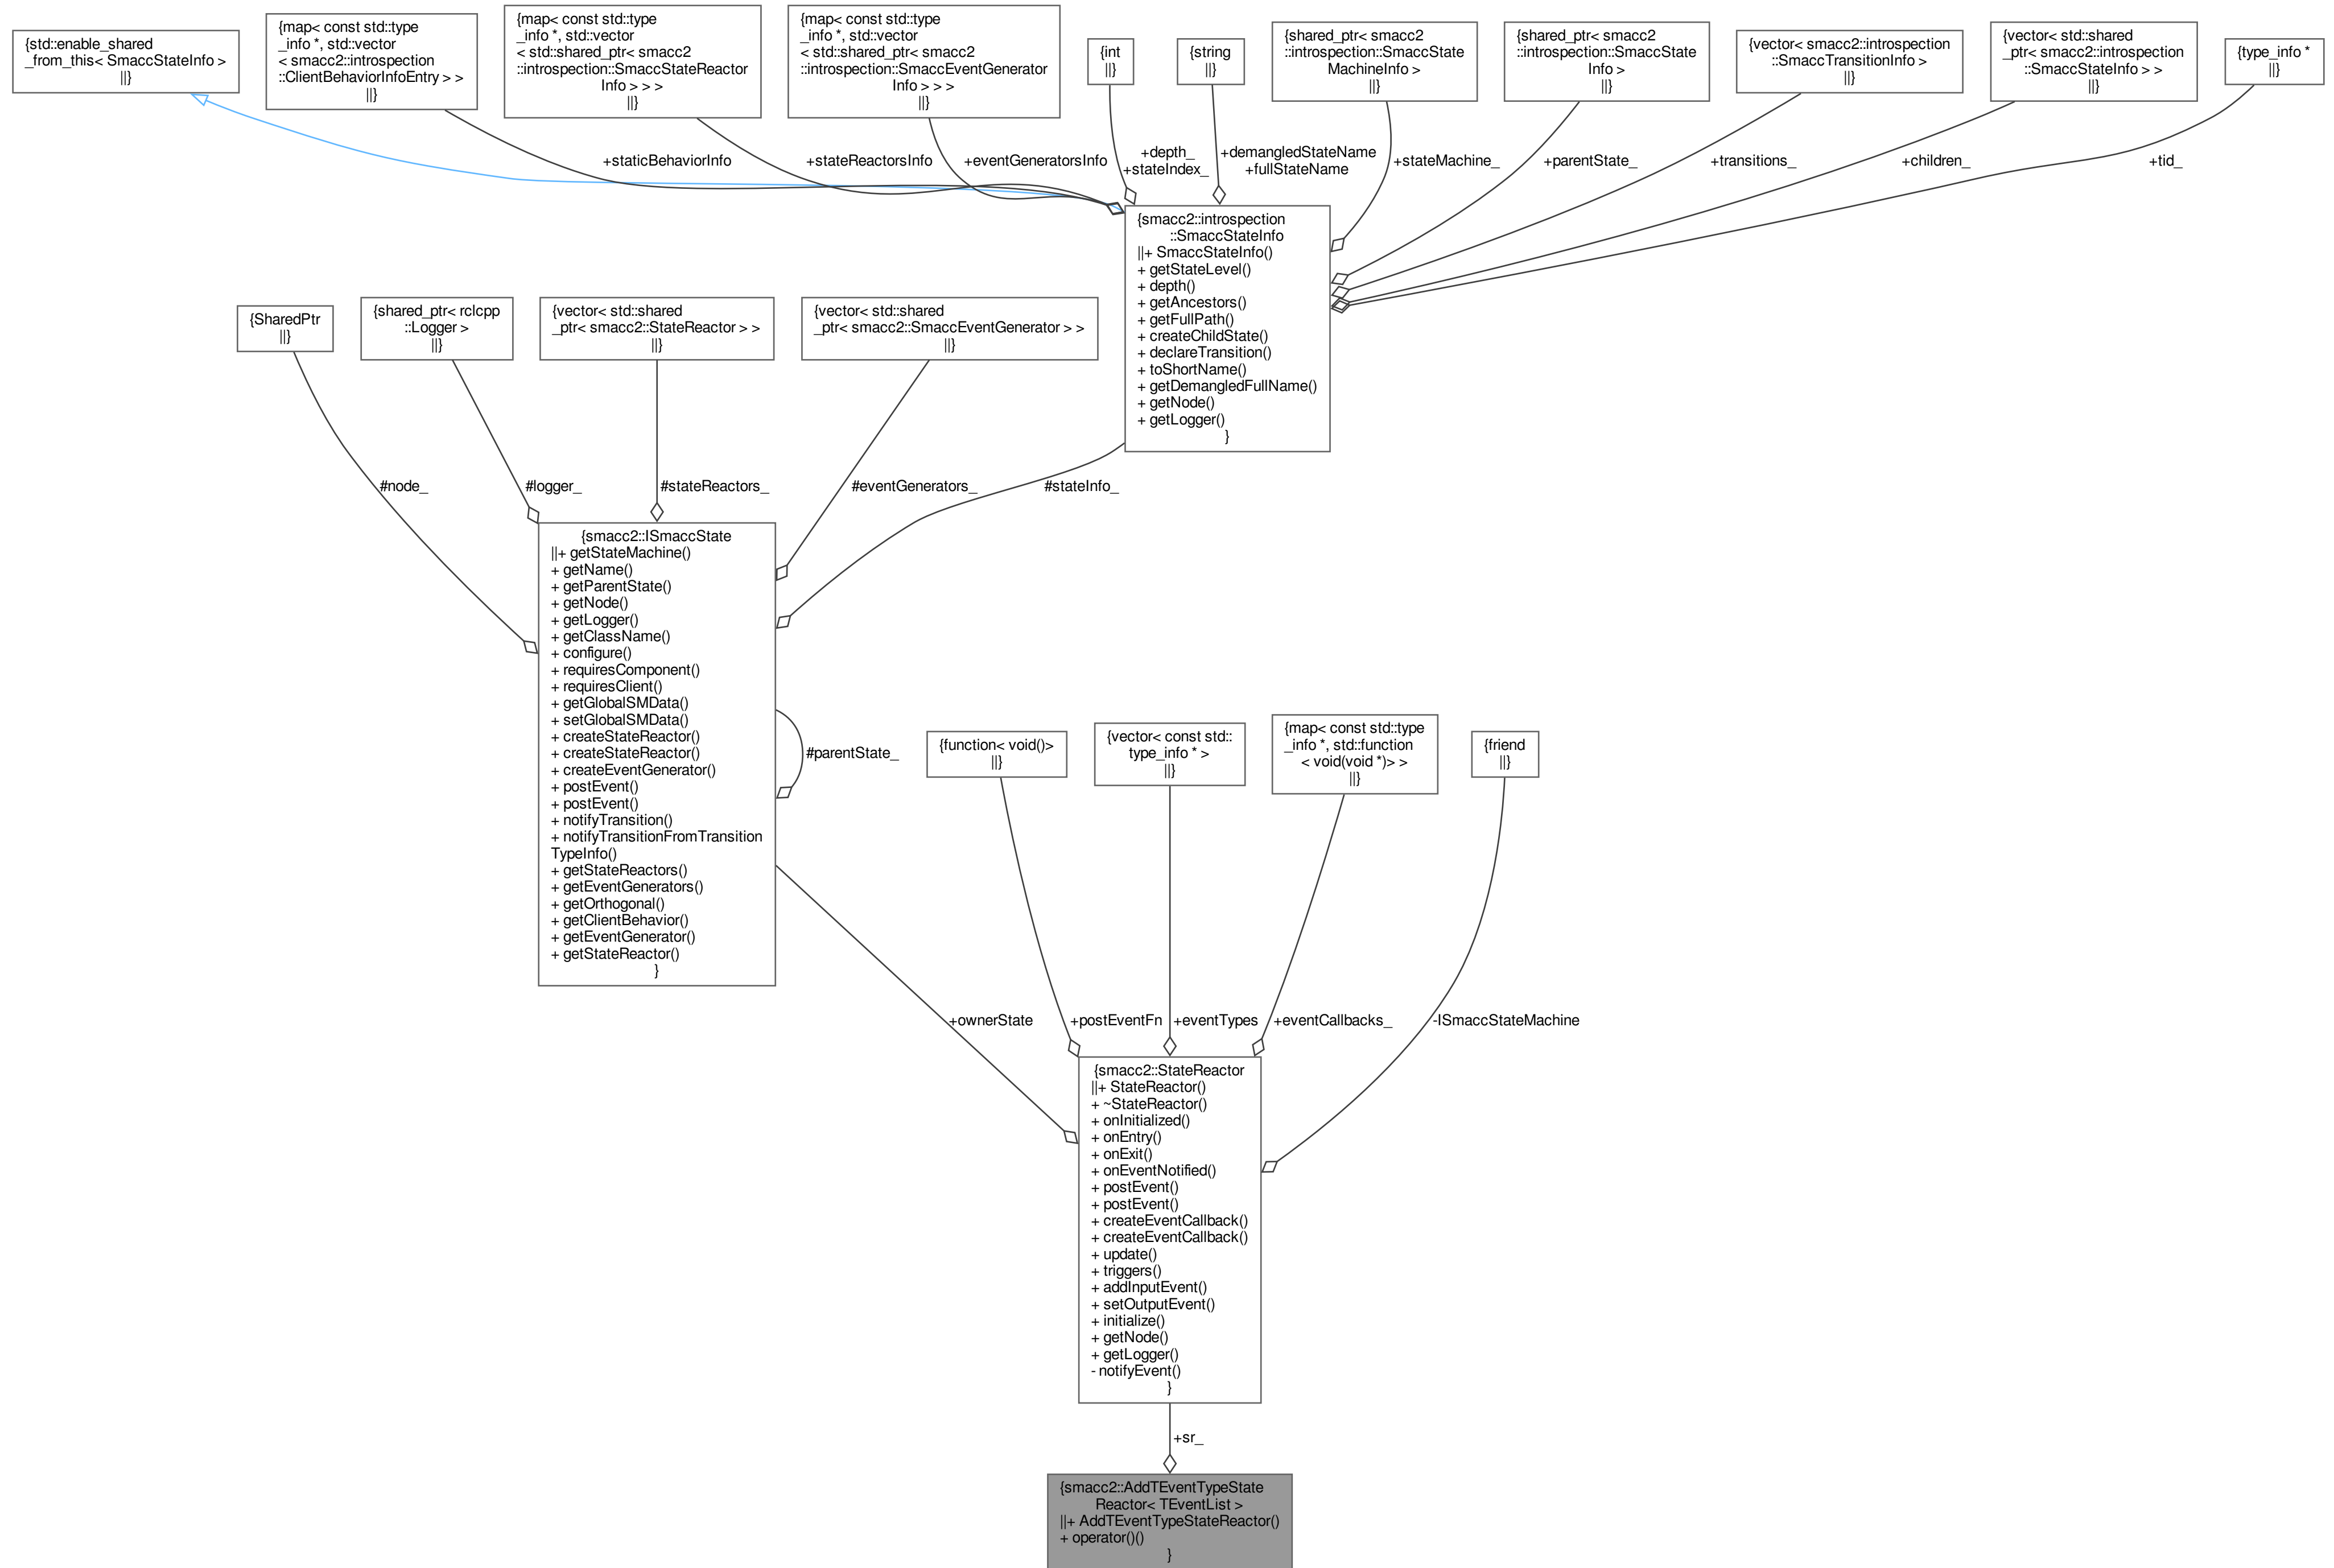 {std::enable_shared
_from_this< SmaccStateInfo >
||}
{map< const std::type
_info *, std::vector
< smacc2::introspection
::ClientBehaviorInfoEntry > >
||}
{map< const std::type
_info *, std::vector
< std::shared_ptr< smacc2
::introspection::SmaccStateReactor
Info > > >
||}
{map< const std::type
_info *, std::vector
< std::shared_ptr< smacc2
::introspection::SmaccEventGenerator
Info > > >
||}
{int
||}
{string
||}
{shared_ptr< smacc2
::introspection::SmaccState
MachineInfo >
||}
{shared_ptr< smacc2
::introspection::SmaccState
Info >
||}
{vector< smacc2::introspection
::SmaccTransitionInfo >
||}
{vector< std::shared
_ptr< smacc2::introspection
::SmaccStateInfo > >
||}
{type_info *
||}
+staticBehaviorInfo
+stateReactorsInfo
+eventGeneratorsInfo
+depth_
+stateIndex_
+demangledStateName
+fullStateName
+stateMachine_
+parentState_
+transitions_
+children_
+tid_
{smacc2::introspection
::SmaccStateInfo
||+ SmaccStateInfo()
+ getStateLevel()
+ depth()
+ getAncestors()
+ getFullPath()
+ createChildState()
+ declareTransition()
+ toShortName()
+ getDemangledFullName()
+ getNode()
+ getLogger()
}
{SharedPtr
||}
{shared_ptr< rclcpp
::Logger >
||}
{vector< std::shared
_ptr< smacc2::StateReactor > >
||}
{vector< std::shared
_ptr< smacc2::SmaccEventGenerator > >
||}
#node_
#logger_
#stateReactors_
#eventGenerators_
#stateInfo_
{smacc2::ISmaccState
||+ getStateMachine()
+ getName()
+ getParentState()
+ getNode()
+ getLogger()
+ getClassName()
+ configure()
+ requiresComponent()
+ requiresClient()
+ getGlobalSMData()
+ setGlobalSMData()
+ createStateReactor()
+ createStateReactor()
+ createEventGenerator()
+ postEvent()
+ postEvent()
+ notifyTransition()
+ notifyTransitionFromTransition
TypeInfo()
+ getStateReactors()
+ getEventGenerators()
+ getOrthogonal()
+ getClientBehavior()
+ getEventGenerator()
+ getStateReactor()
}
#parentState_
{function< void()>
||}
{vector< const std::
type_info * >
||}
{map< const std::type
_info *, std::function
< void(void *)> >
||}
{friend
||}
+ownerState
+postEventFn
+eventTypes
+eventCallbacks_
-ISmaccStateMachine
{smacc2::StateReactor
||+ StateReactor()
+ ~StateReactor()
+ onInitialized()
+ onEntry()
+ onExit()
+ onEventNotified()
+ postEvent()
+ postEvent()
+ createEventCallback()
+ createEventCallback()
+ update()
+ triggers()
+ addInputEvent()
+ setOutputEvent()
+ initialize()
+ getNode()
+ getLogger()
- notifyEvent()
}
+sr_
{smacc2::AddTEventTypeState
Reactor< TEventList >
||+ AddTEventTypeStateReactor()
+ operator()()
}